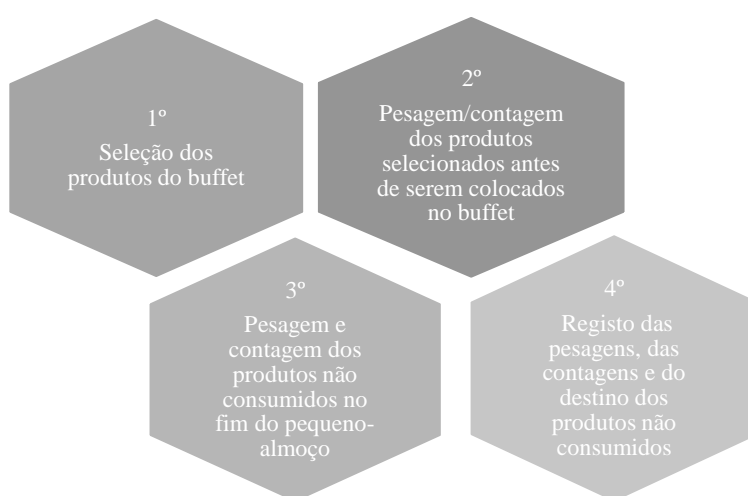 1º
Seleção dos
produtos do buffet
2º
Pesagem/contagem
dos produtos
selecionados antes
de serem colocados
no buffet
3º
Pesagem e
contagem dos
produtos não
consumidos no
fim do pequeno-
almoço
4º
Registo das
pesagens, das
contagens e do
destino dos
produtos não
consumidos